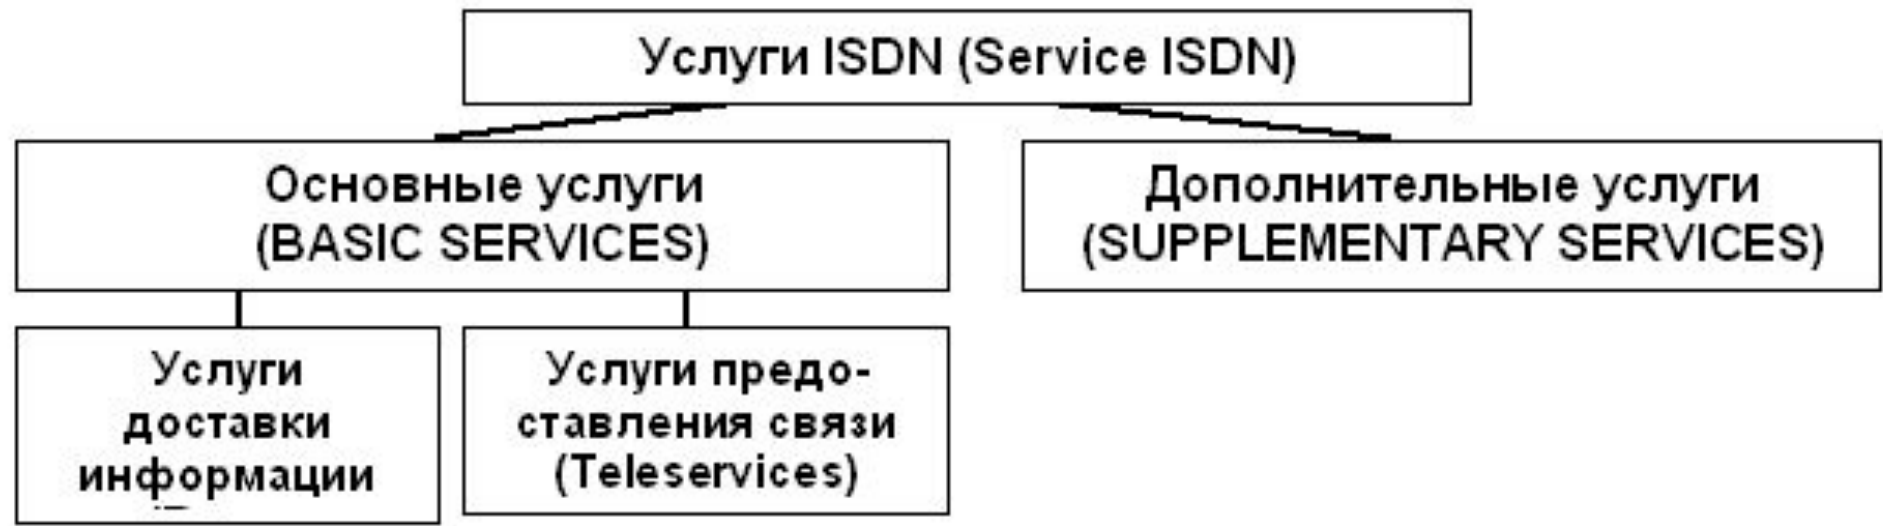 Услуги ISDN (Service ISDN)
Основные услуги
(BASIC SERVICES)
Дополнительные услуги
(SUPPLEMENTARY SERVICES)
Услуги
доставки
информации
Услуги предо-
ставления связи
(Teleservices)